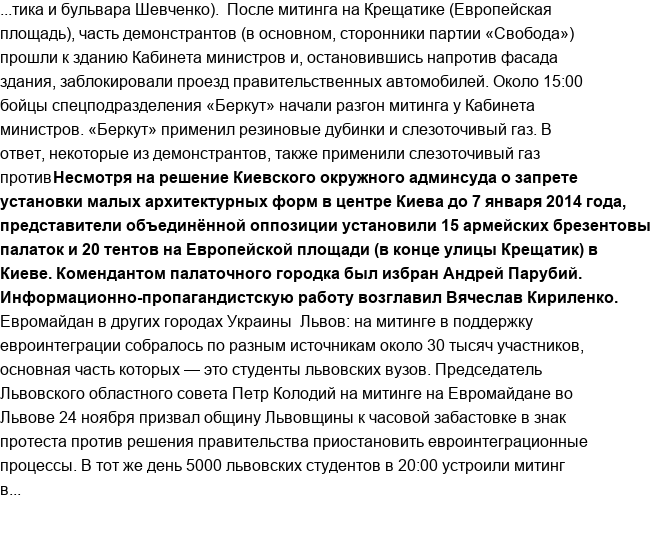 ...тика и бульвара Шевченко).  После митинга на Крещатике (Европейская
площадь), часть демонстрантов (в основном, сторонники партии «Свобода»)
прошли к зданию Кабинета министров и, остановившись напротив фасада
здания, заблокировали проезд правительственных автомобилей. Около 15:00
бойцы спецподразделения «Беркут» начали разгон митинга у Кабинета
министров. «Беркут» применил резиновые дубинки и слезоточивый газ. В
ответ, некоторые из демонстрантов, также применили слезоточивый газ
противНесмотря на решение Киевского окружного админсуда о запрете
установки малых архитектурных форм в центре Киева до 7 января 2014 года,
представители объединённой оппозиции установили 15 армейских брезентовы
палаток и 20 тентов на Европейской площади (в конце улицы Крещатик) в
Киеве. Комендантом палаточного городка был избран Андрей Парубий.
Информационно-пропагандистскую работу возглавил Вячеслав Кириленко.
Евромайдан в других городах Украины  Львов: на митинге в поддержку
евроинтеграции собралось по разным источникам около 30 тысяч участников,
основная часть которых — это студенты львовских вузов. Председатель
Львовского областного совета Петр Колодий на митинге на Евромайдане во
Львове 24 ноября призвал общину Львовщины к часовой забастовке в знак
протеста против решения правительства приостановить евроинтеграционные
процессы. В тот же день 5000 львовских студентов в 20:00 устроили митинг
в...